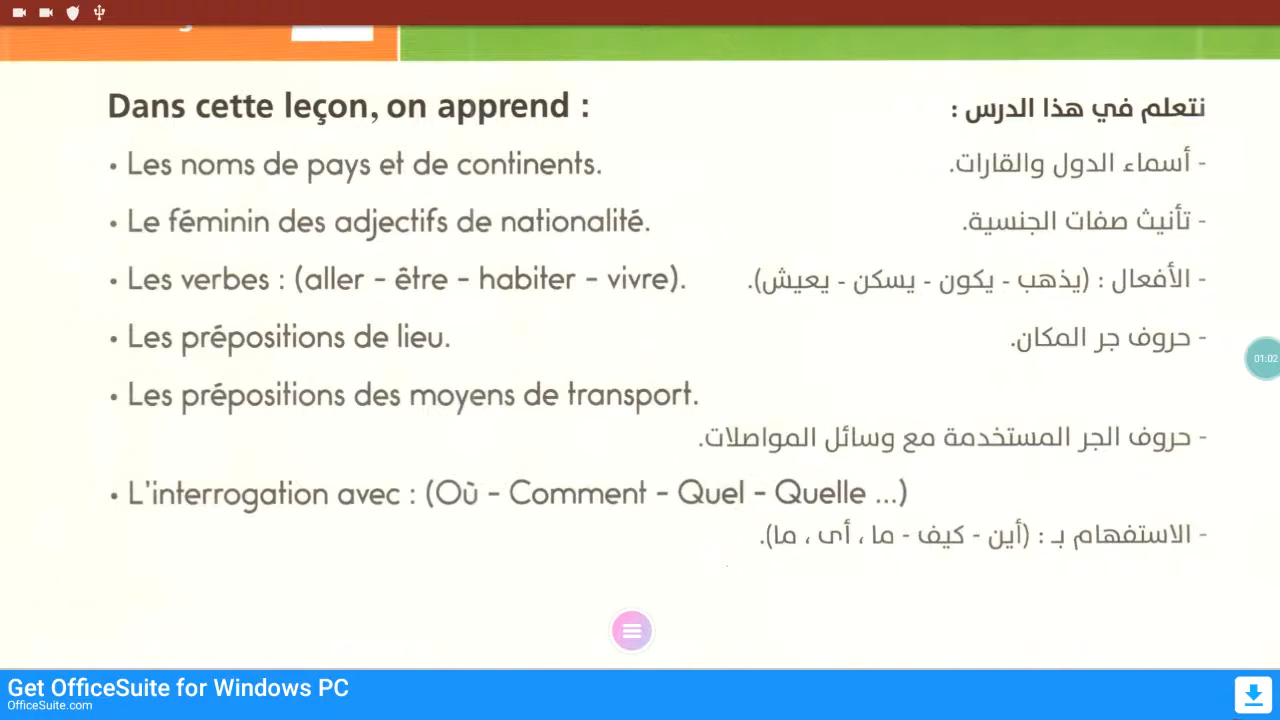 Dans cette leçon, on apprend :
نتعلم في هذا الدرس :
• Les noms de pays et de continents.
- أسماء الدول والقارات.
• Le féminin des adjectifs de nationalité.
- تأنيث صفات الجنسية.
• Les verbes : (aller - être - habiter - vivre).
- الأفعال : (يذهب - يكون - يسكن - يعيش).
• Les prépositions de lieu.
- حروف جر المكان.
01:02
• Les prépositions des moyens de transport.
- حروف الجر المستخدمة مع وسائل المواصلات.
• L'interrogation avec : (Où - Comment - Quel - Quelle ...)
- الاستفهام بـ : (أين - كيف - ما ، أى ، ما).
Get OfficeSuite for Windows PC
OfficeSuite.com